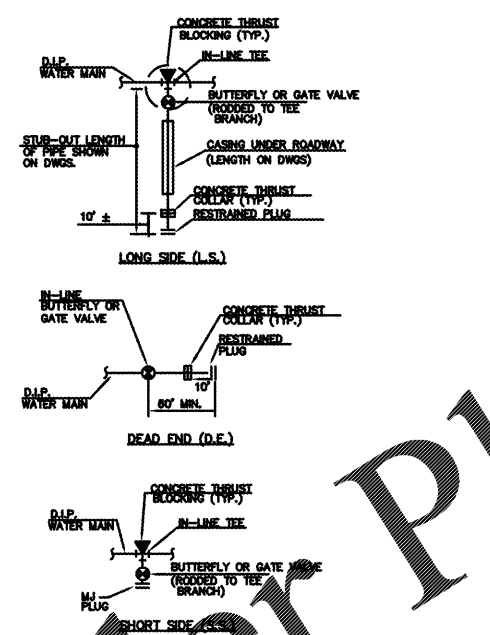 CONCRETE THRUST
BLOCKING (TYP.)
D.I.P.
WATER MAIN
IN-LINE TEE
BUTTERFLY OR GATE VALVE
(RODDED TO TEE
BRANCH)
STUB-OUT LENGTH
OF PIPE SHOWN
ON DWGS.
CASING UNDER ROADWAY
(LENGTH ON DWGS)
CONCRETE THRUST
COLLAR (TYP.)
RESTRAINED PLUG
10' ±
LONG SIDE (L.S.)
IN-LINE
BUTTERFLY OR
GATE VALVE
CONCRETE THRUST
COLLAR (TYP.)
RESTRAINED
PLUG
D.I.P.
WATER MAIN
10'
60' MIN.
DEAD END (D.E.)
CONCRETE THRUST
BLOCKING (TYP.)
D.I.P.
WATER MAIN
IN-LINE TEE
BUTTERFLY OR GATE VALVE
(RODDED TO TEE
BRANCH)
MJ
PLUG
SHORT SIDE (S.S.)